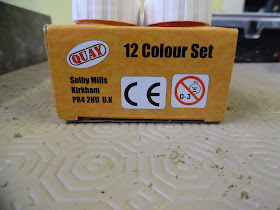 QUAY
12 Colour Set
Selby Mills
Kirkham
PR4 2HU U.K
CE
0-3